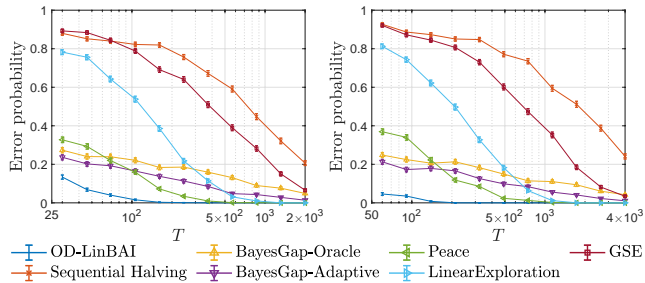 Error probability
1
0.8
0.6
0.4
0.2
0
25
10²
5×10²
10³
2×10³
T
Error probability
1
0.8
0.6
0.4
0.2
0
60
10²
5×10²
10³
4×10³
T
OD-LinBAI
BayesGap-Oracle
Peace
GSE
Sequential Halving
BayesGap-Adaptive
LinearExploration